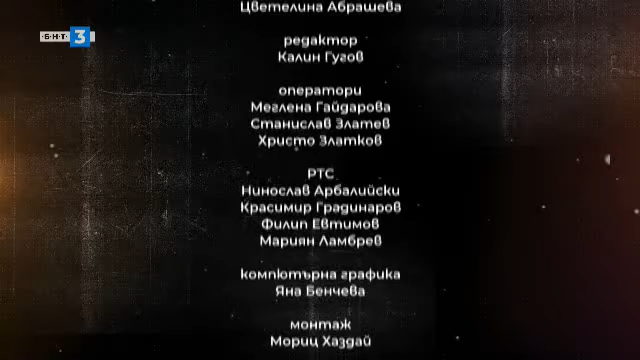 Цветелина Абрашева
БНТ 3
редактор
Калин Гугов
оператори
Меглена Гайдарова
Станислав Златев
Христо Златков
РТС
Нинослав Арбалийски
Красимир Градинаров
Филип Евтимов
Мариян Ламбрев
компютърна графика
Яна Бенчева
монтаж
Мориц Хаздай